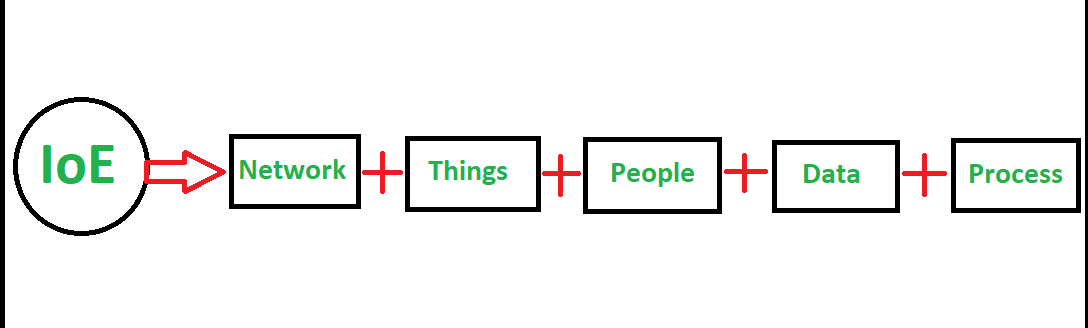 IoE
Network + Things + People + Data + Process